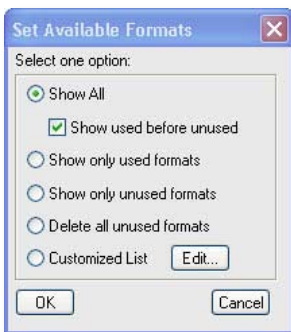 Set Available Formats
Select one option:
Show All
Show used before unused
Show only used formats
Show only unused formats
Delete all unused formats
Customized List Edit...
OK Cancel